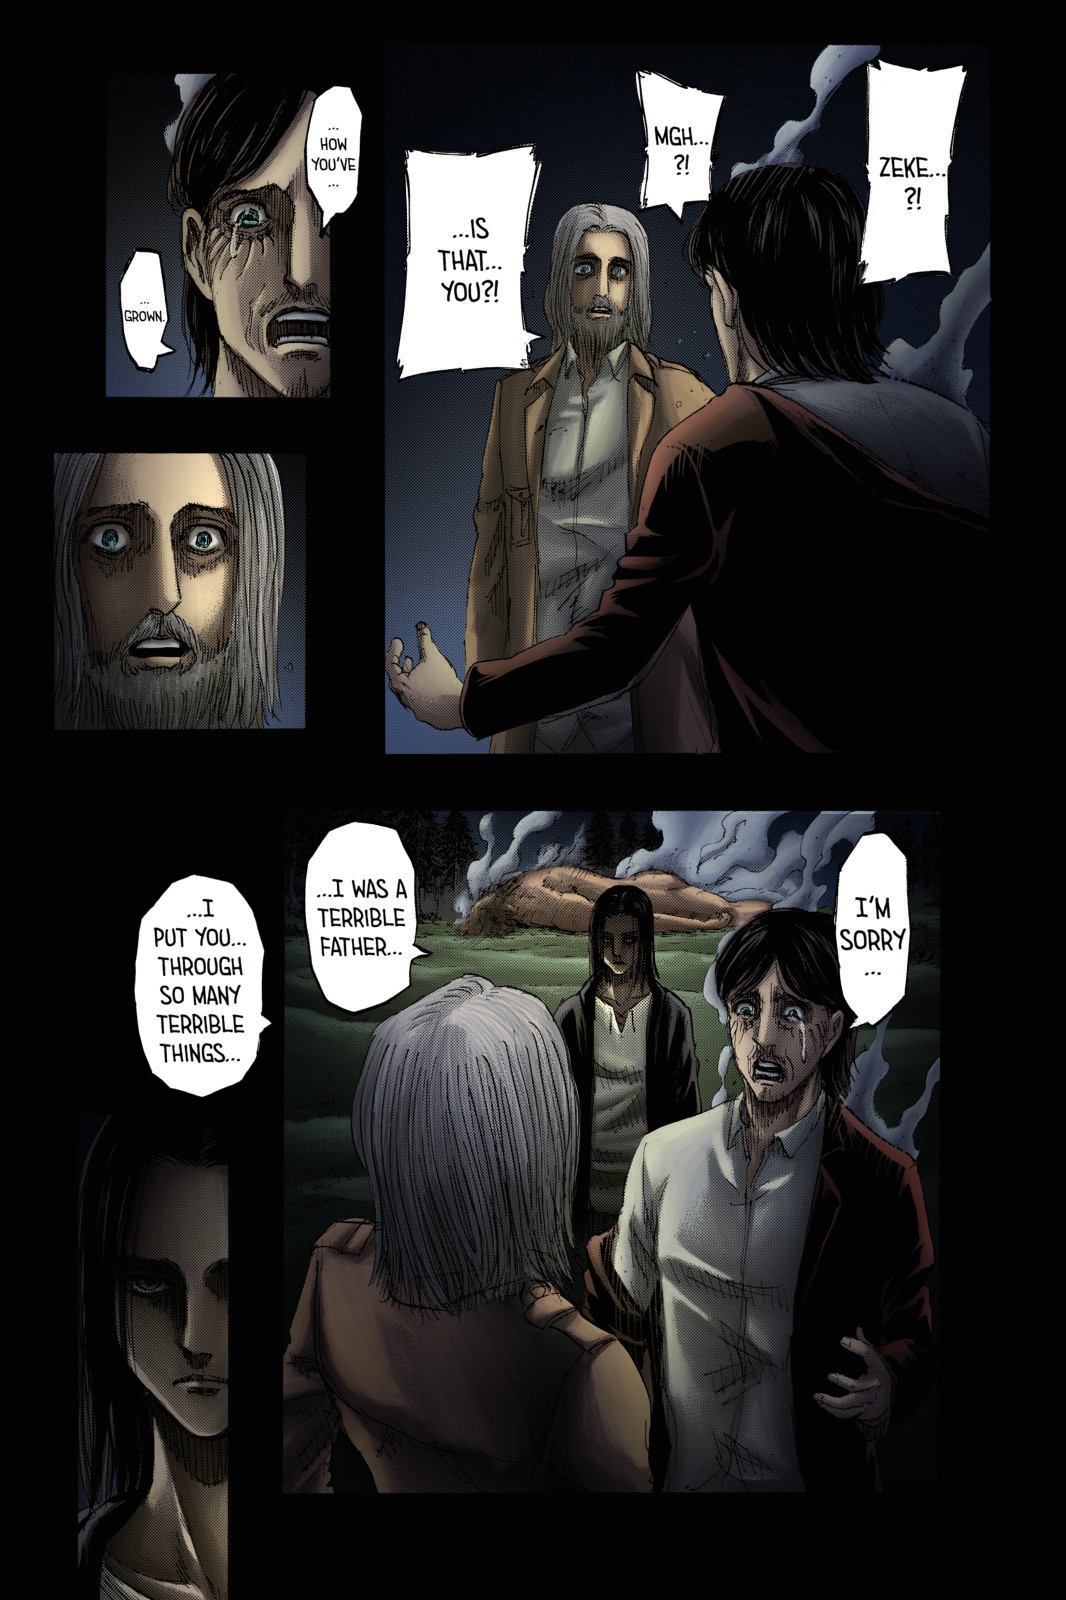 ZEKE...
?!
MGH...
?!
...IS
THAT...
YOU?!
...
HOW
YOU'VE
...
...
GROWN.
I'M
SORRY
...
...I WAS A
TERRIBLE
FATHER...
...I
PUT YOU...
THROUGH
SO MANY
TERRIBLE
THINGS...